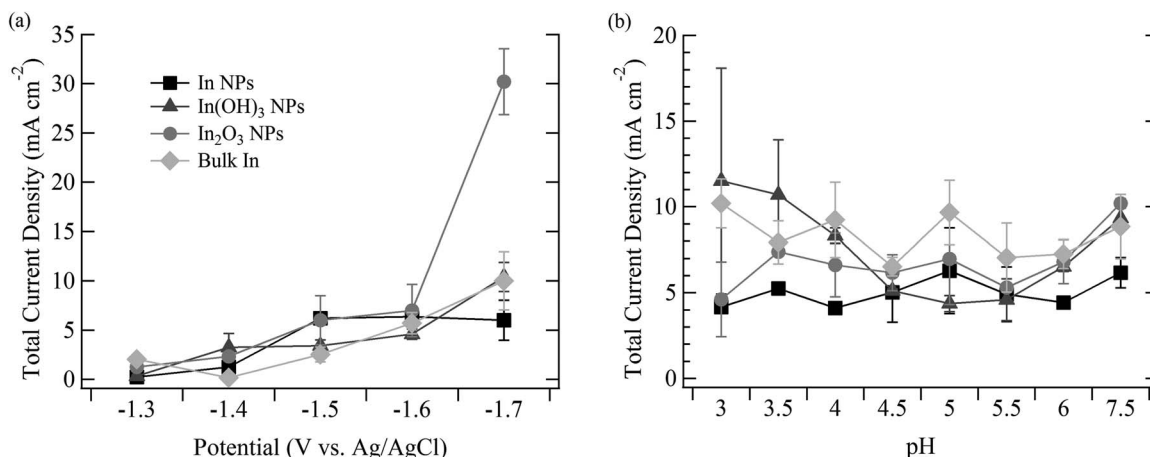 (a)
Total Current Density (mA cm⁻²)
35
30
25
20
15
10
5
0
In NPs
In(OH)₃ NPs
In₂O₃ NPs
Bulk In
-1.3 -1.4 -1.5 -1.6 -1.7
Potential (V vs. Ag/AgCl)
(b)
Total Current Density (mA cm⁻²)
20
15
10
5
0
3 3.5 4 4.5 5 5.5 6 7.5
pH